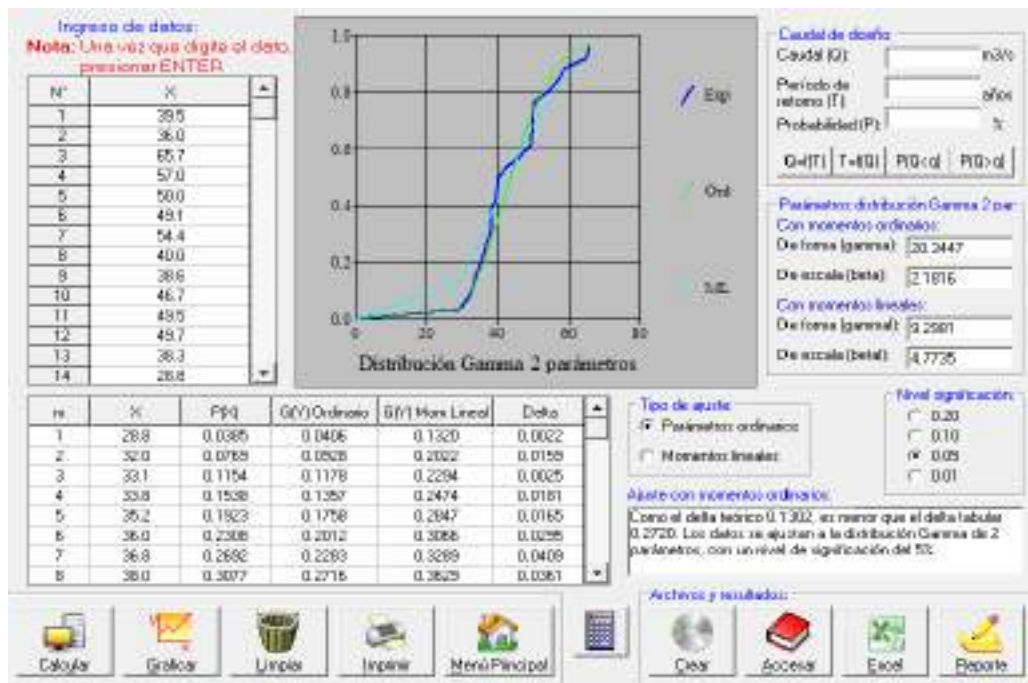 Ingreso de datos:
Nota: Una vez que digite el dato,
presionar ENTER
N° X
1 39.5
2 36.0
3 65.7
4 57.0
5 58.0
6 49.1
7 54.4
8 40.0
9 38.6
10 46.7
11 49.5
12 49.7
13 38.3
14 28.8
1.0
0.8
0.6
0.4
0.2
0.0
0 20 40 60 80
Distribución Gamma 2 parámetros
Exp
Ord
ML
Caudal de diseño
Caudal (Q): m3/s
Período de
retorno (T): años
Probabilidad (P): %
Q=f(T) T=f(Q) P(Q<q) P(Q>q)
Parámetros distribución Gamma 2 par
Con momentos ordinarios:
De forma (gamma): 20.3447
De escala (beta): 2.1816
Con momentos lineales:
De forma (gammal): 9.2981
De escala (betal): 4.7735
m X P(X) G(Y) Ordinario G(Y) Mom Lineal Delta
1 28.8 0.0385 0.0406 0.1320 0.0022
2 32.0 0.0769 0.0928 0.2022 0.0159
3 33.1 0.1154 0.1178 0.2294 0.0025
4 33.8 0.1538 0.1357 0.2474 0.0181
5 35.2 0.1923 0.1758 0.2847 0.0165
6 36.0 0.2308 0.2012 0.3066 0.0295
7 36.8 0.2692 0.2283 0.3289 0.0409
8 38.0 0.3077 0.2716 0.3629 0.0361
Tipo de ajuste
Parámetros ordinarios
Momentos lineales
Nivel significación:
0.20
0.10
0.05
0.01
Ajuste con momentos ordinarios:
Como el delta teórico 0.1302, es menor que el delta tabular
0.2720. Los datos se ajustan a la distribución Gamma de 2
parámetros, con un nivel de significación del 5%
Calcular
Graficar
Limpiar
Imprimir
Menú Principal
Archivos y resultados:
Crear
Accesar
Excel
Reporte